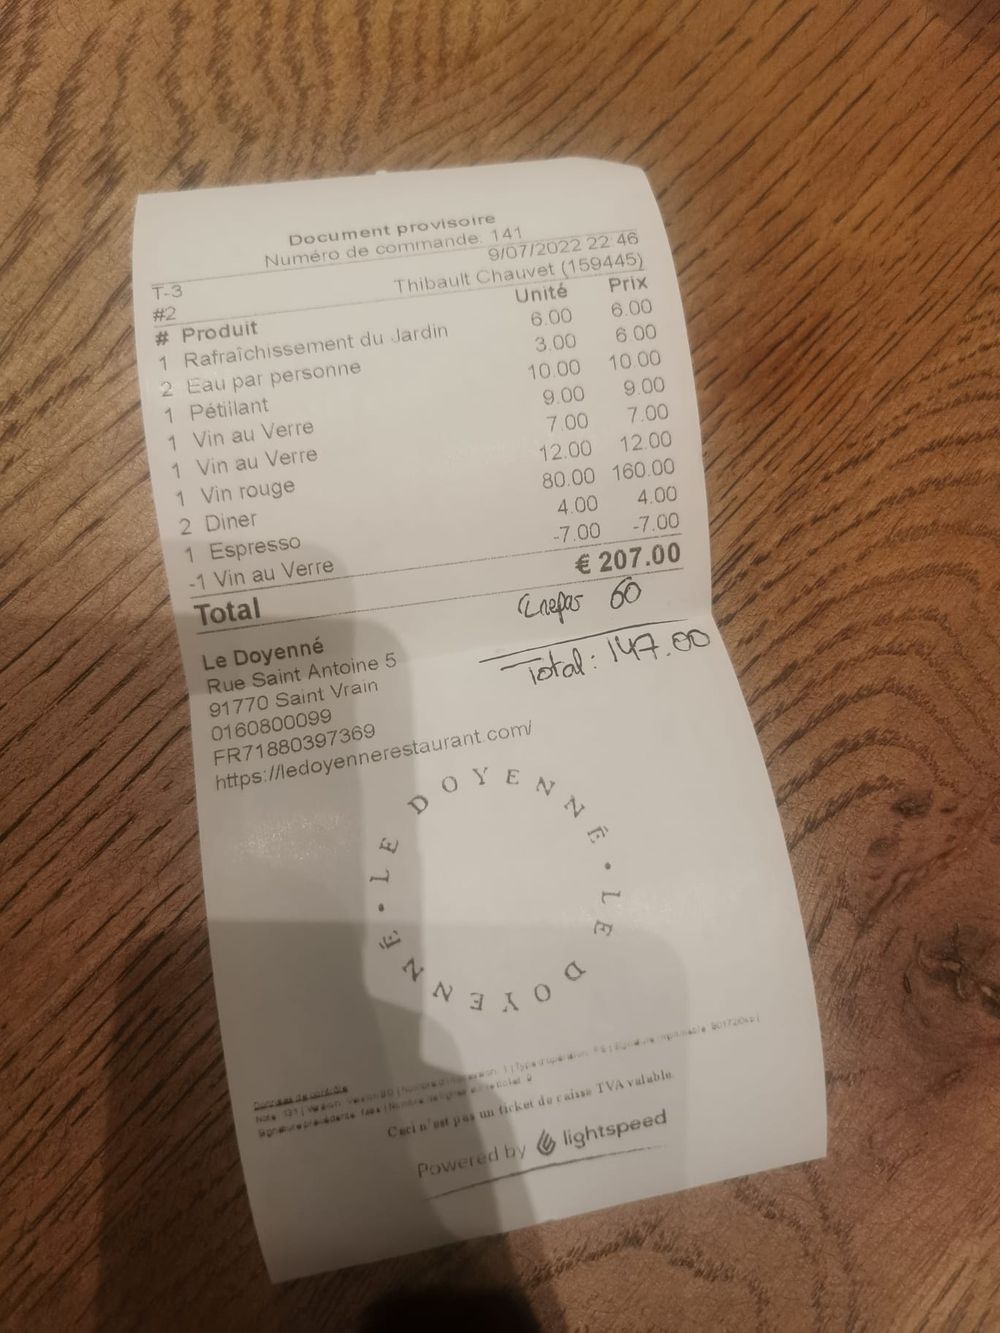 Document provisoire
Numéro de commande: 141
9/07/2022 22:46
T-3
Thibault Chauvet (159445)
#2
# Produit Unité Prix
1 Rafraîchissement du Jardin 6.00 6.00
2 Eau par personne 3.00 6.00
1 Pétillant 10.00 10.00
1 Vin au Verre 9.00 9.00
1 Vin au Verre 7.00 7.00
1 Vin rouge 12.00 12.00
2 Diner 80.00 160.00
1 Espresso 4.00 4.00
-1 Vin au Verre -7.00 -7.00
Total € 207.00
60
Total: 147.00
Le Doyenné
Rue Saint Antoine 5
91770 Saint Vrain
0160800099
FR71880397369
https://ledoyennerestaurant.com/
LE DOYENNÉ • LE DOYENNÉ •
Données de contrôle
Ceci n'est pas un ticket de caisse TVA valable.
Powered by lightspeed